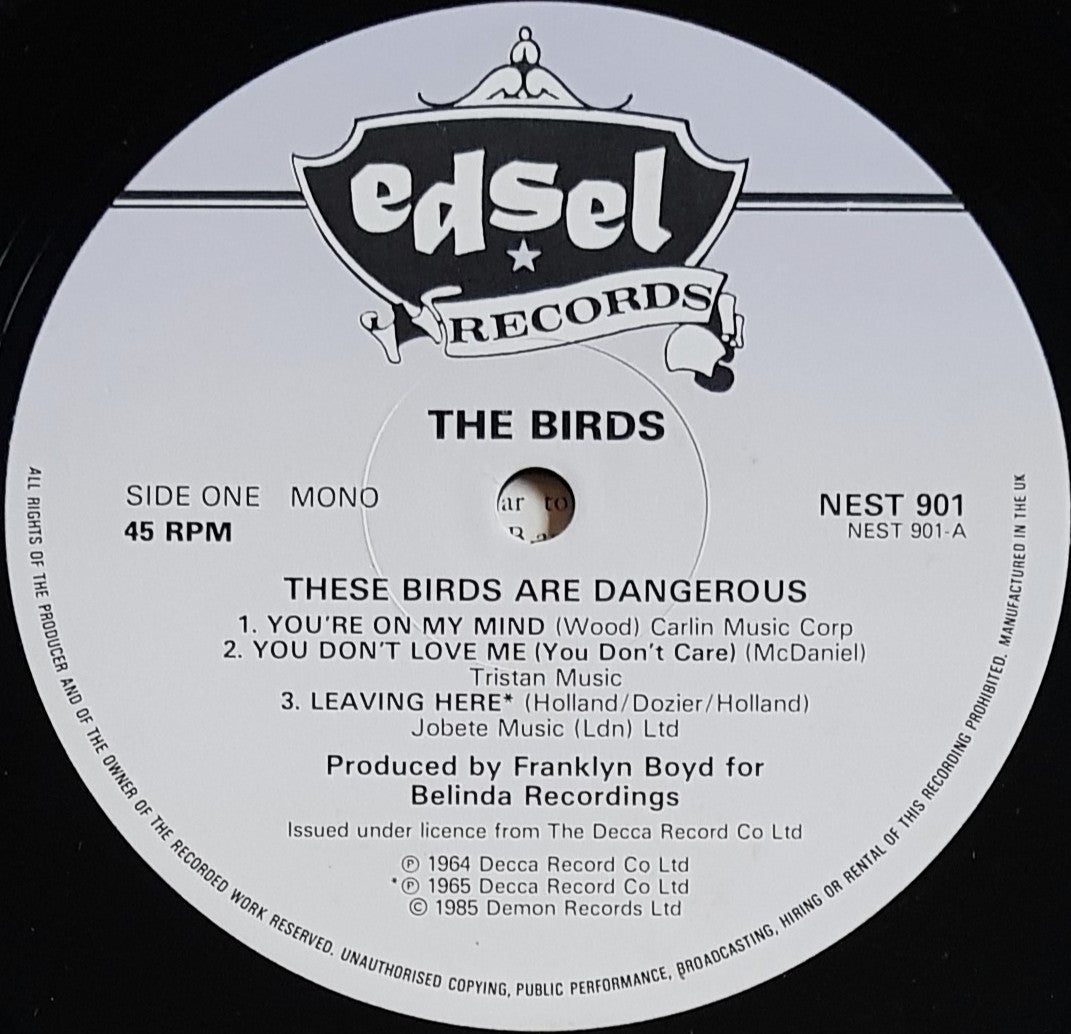 edsel
RECORDS
THE BIRDS
SIDE ONE MONO
45 RPM
NEST 901
NEST 901-A
ar to
THESE BIRDS ARE DANGEROUS
1. YOU'RE ON MY MIND (Wood) Carlin Music Corp
2. YOU DON'T LOVE ME (You Don't Care) (McDaniel)
Tristan Music
3. LEAVING HERE* (Holland/Dozier/Holland)
Jobete Music (Ldn) Ltd
Produced by Franklyn Boyd for
Belinda Recordings
Issued under licence from The Decca Record Co Ltd
℗ 1964 Decca Record Co Ltd
*℗ 1965 Decca Record Co Ltd
© 1985 Demon Records Ltd
ALL RIGHTS OF THE PRODUCER AND OF THE OWNER OF THE RECORDED WORK RESERVED. UNAUTHORISED COPYING, PUBLIC PERFORMANCE, BROADCASTING, HIRING OR RENTAL OF THIS RECORDING PROHIBITED. MANUFACTURED IN THE UK